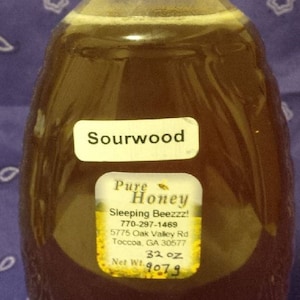 Sourwood
Pure
Honey
Sleeping Beezzz!
770-297-1469
5775 Oak Valley Rd
Toccoa, GA 30577
32 oz
Net Wt. 907g